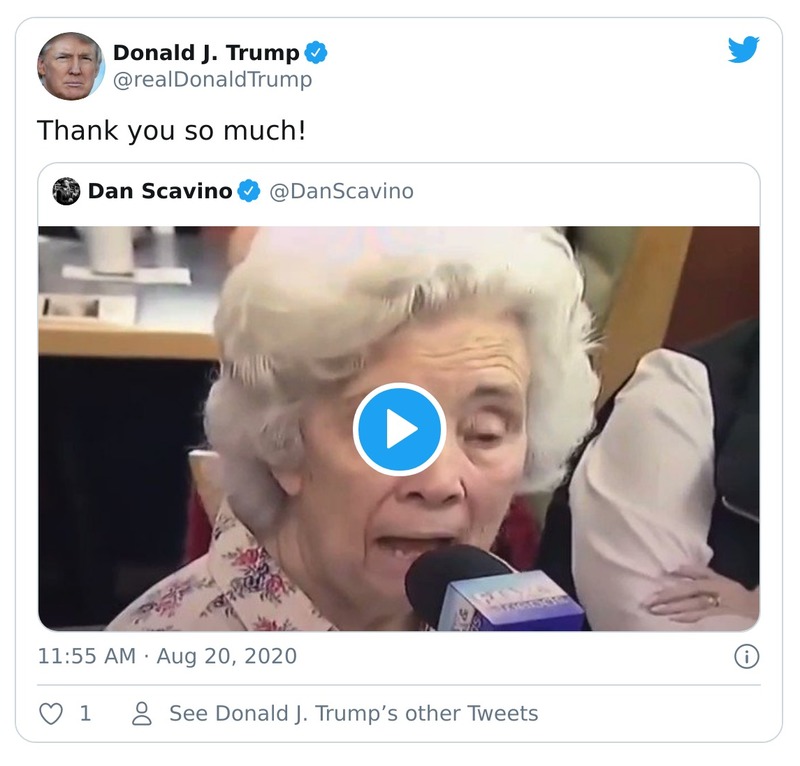 Donald J. Trump
@realDonaldTrump
Thank you so much!
Dan Scavino @DanScavino
11:55 AM · Aug 20, 2020
1 See Donald J. Trump’s other Tweets